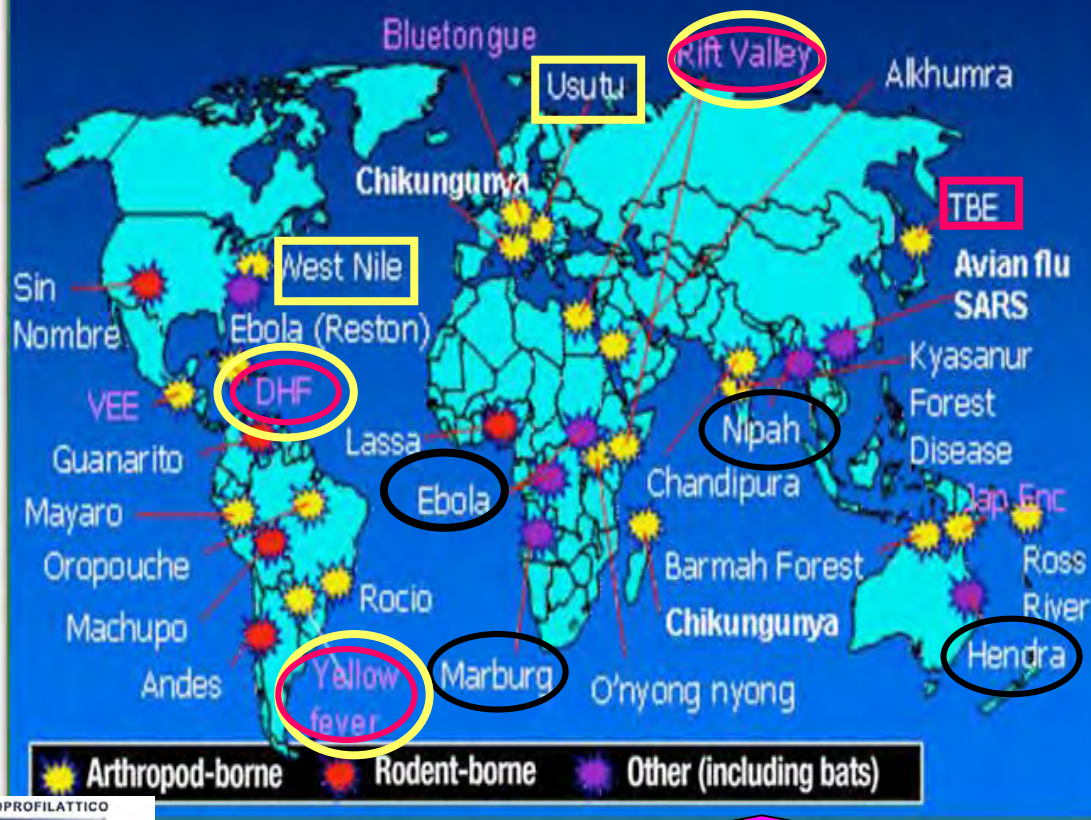 Bluetongue
Usutu
Rift Valley
Alkhumra
Chikungunya
TBE
West Nile
Avian flu
SARS
Sin
Nombre
Ebola (Reston)
Kyasanur
Forest
Disease
VEE
DHF
Lassa
Nipah
Guanarito
Ebola
Chandipura
Jap Enc
Mayaro
Oropouche
Barmah Forest
Ross
River
Rocio
Machupo
Chikungunya
Hendra
Andes
Yellow
fever
Marburg
O'nyong nyong
Arthropod-borne
Rodent-borne
Other (including bats)